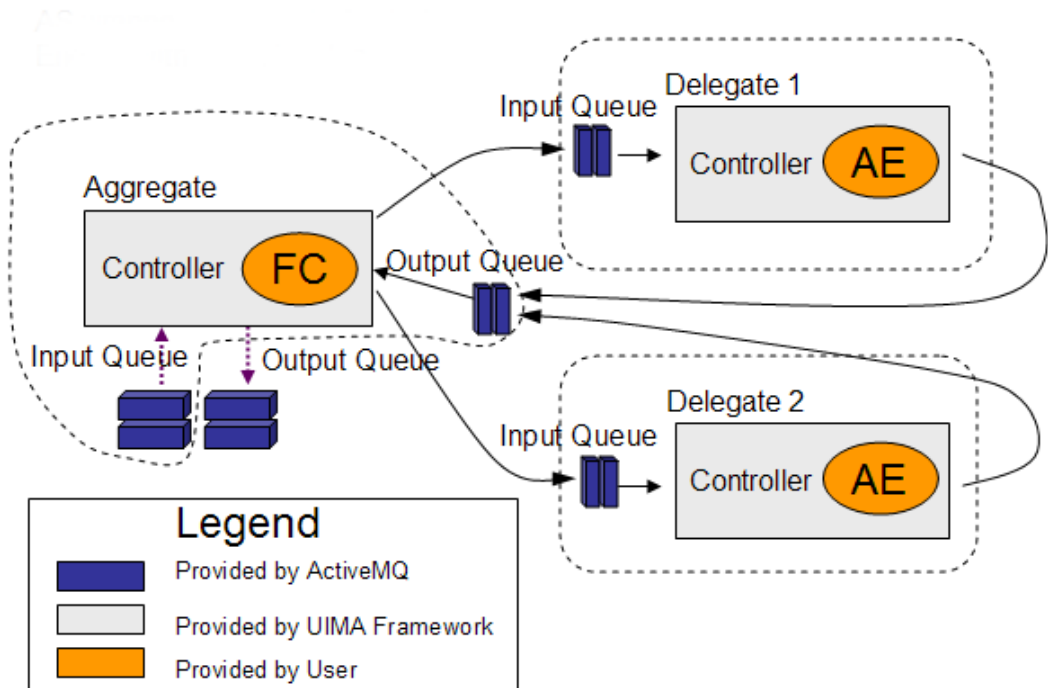 Delegate 1
Input Queue
Controller
AE
Aggregate
Controller
FC
Output Queue
Input Queue
Output Queue
Delegate 2
Input Queue
Controller
AE
Legend
Provided by ActiveMQ
Provided by UIMA Framework
Provided by User